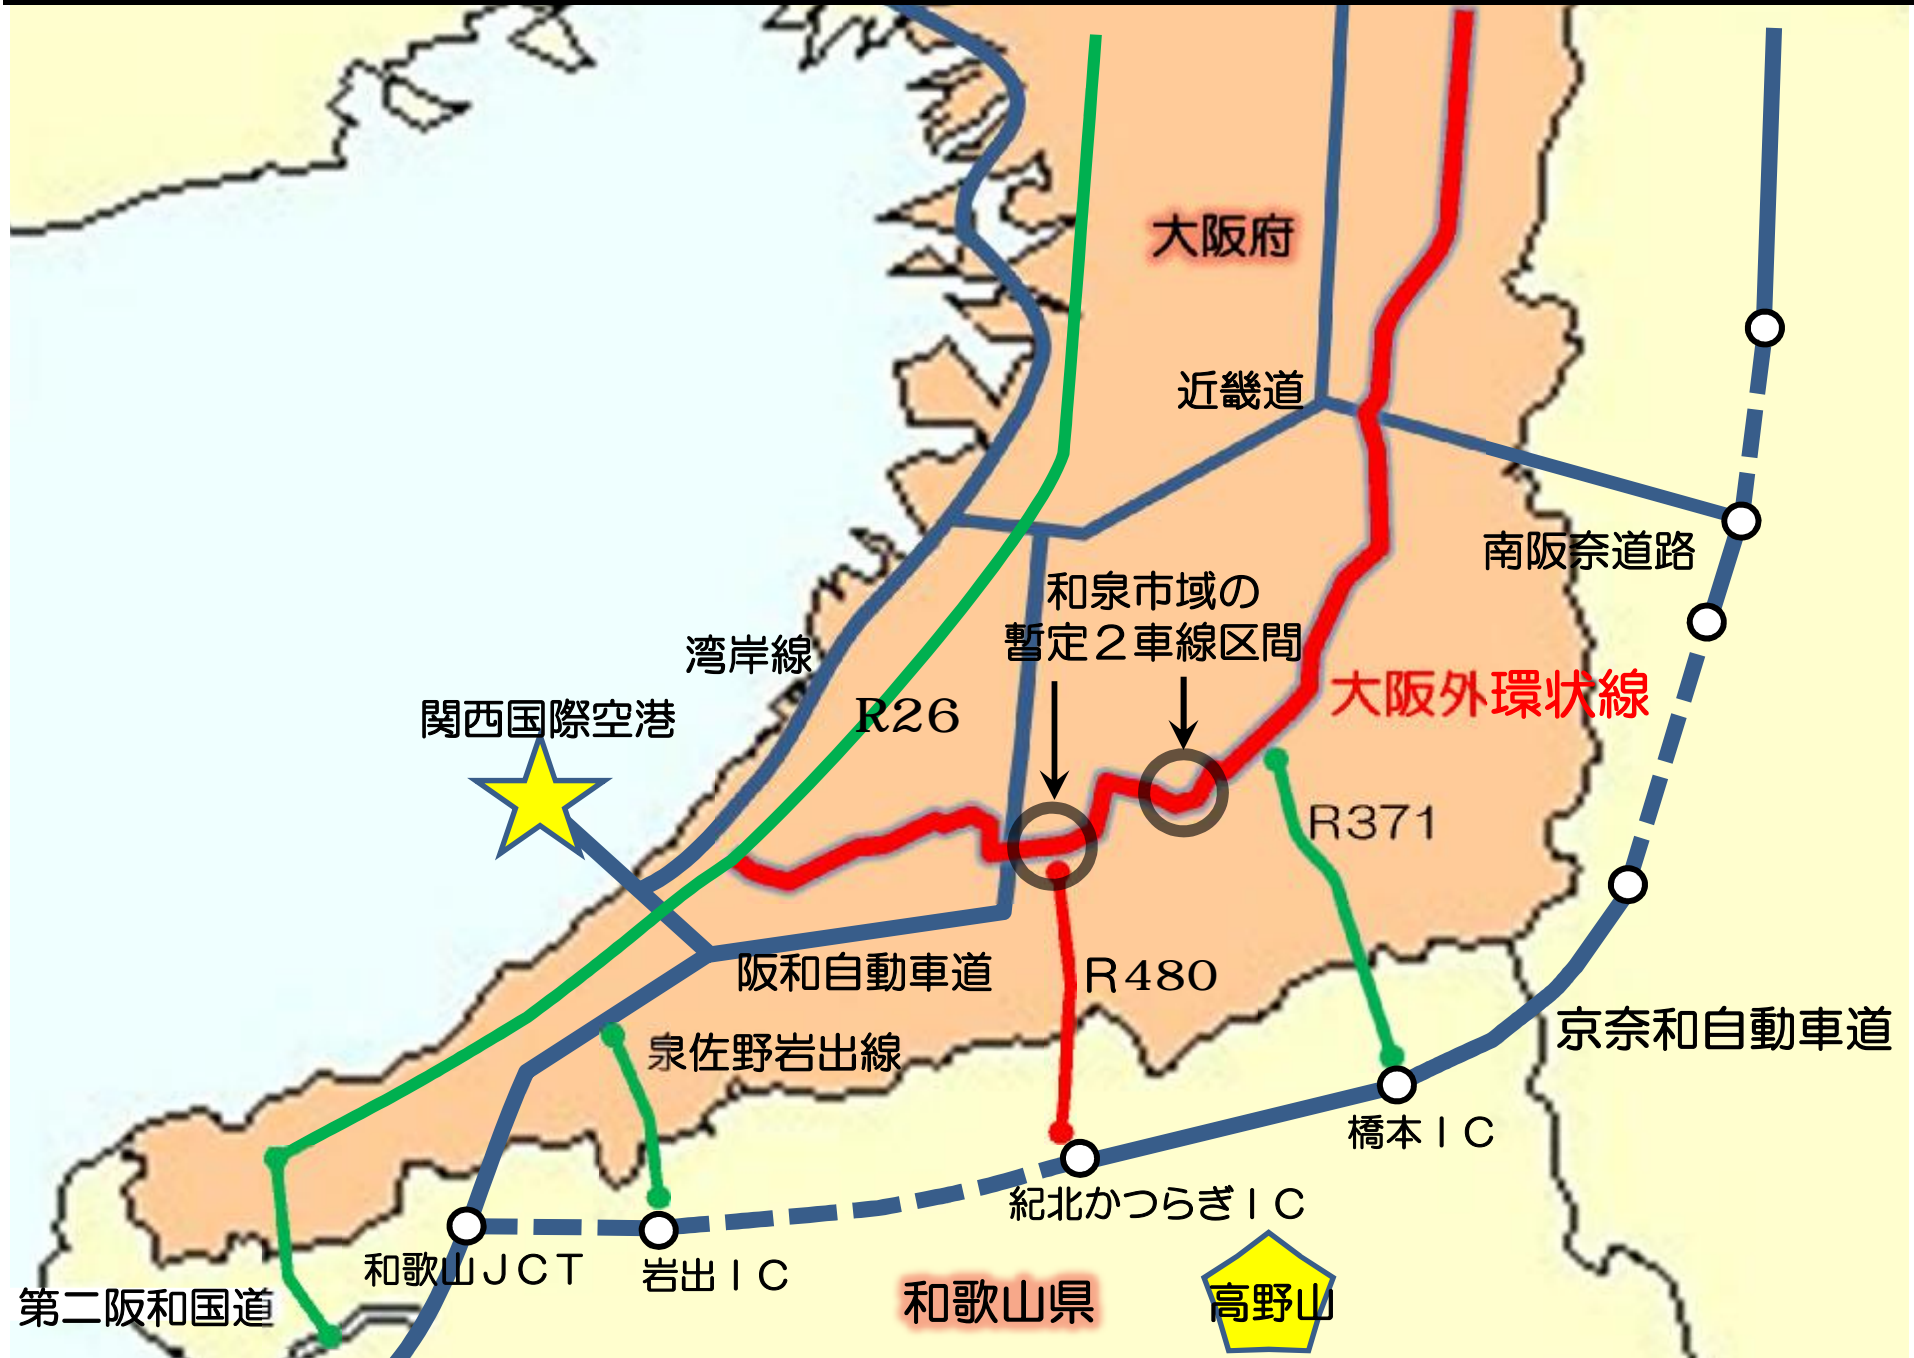 大阪府
近畿道
南阪奈道路
和泉市域の
暫定２車線区間
湾岸線
大阪外環状線
R26
関西国際空港
R371
阪和自動車道
R480
京奈和自動車道
泉佐野岩出線
橋本ＩＣ
紀北かつらぎＩＣ
和歌山ＪＣＴ
岩出ＩＣ
第二阪和国道
和歌山県
高野山